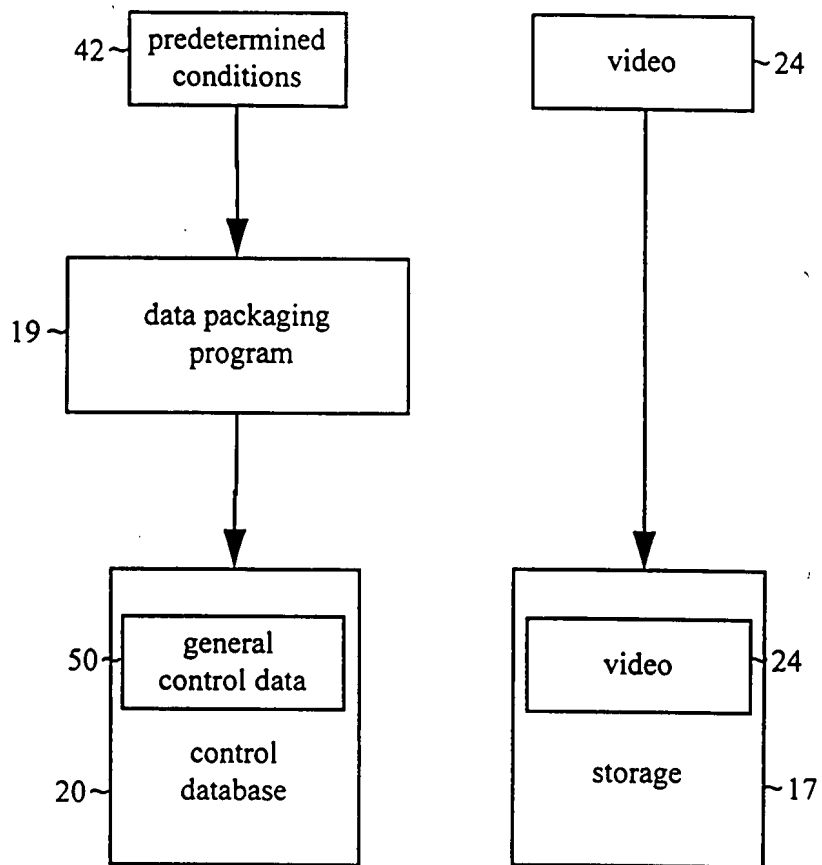 42
predetermined
conditions
video
24
19
data packaging
program
50
general
control data
control
database
20
video
24
storage
17